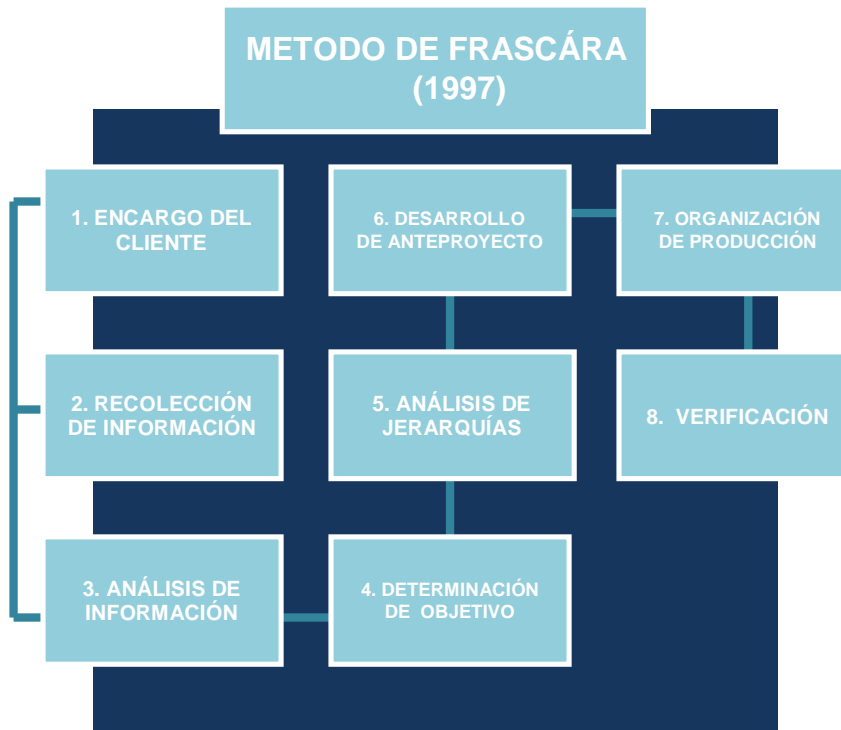 METODO DE FRASCÁRA
(1997)
1. ENCARGO DEL
CLIENTE
2. RECOLECCIÓN
DE INFORMACIÓN
3. ANÁLISIS DE
INFORMACIÓN
4. DETERMINACIÓN
DE OBJETIVO
5. ANÁLISIS DE
JERARQUÍAS
6. DESARROLLO
DE ANTEPROYECTO
7. ORGANIZACIÓN
DE PRODUCCIÓN
8. VERIFICACIÓN